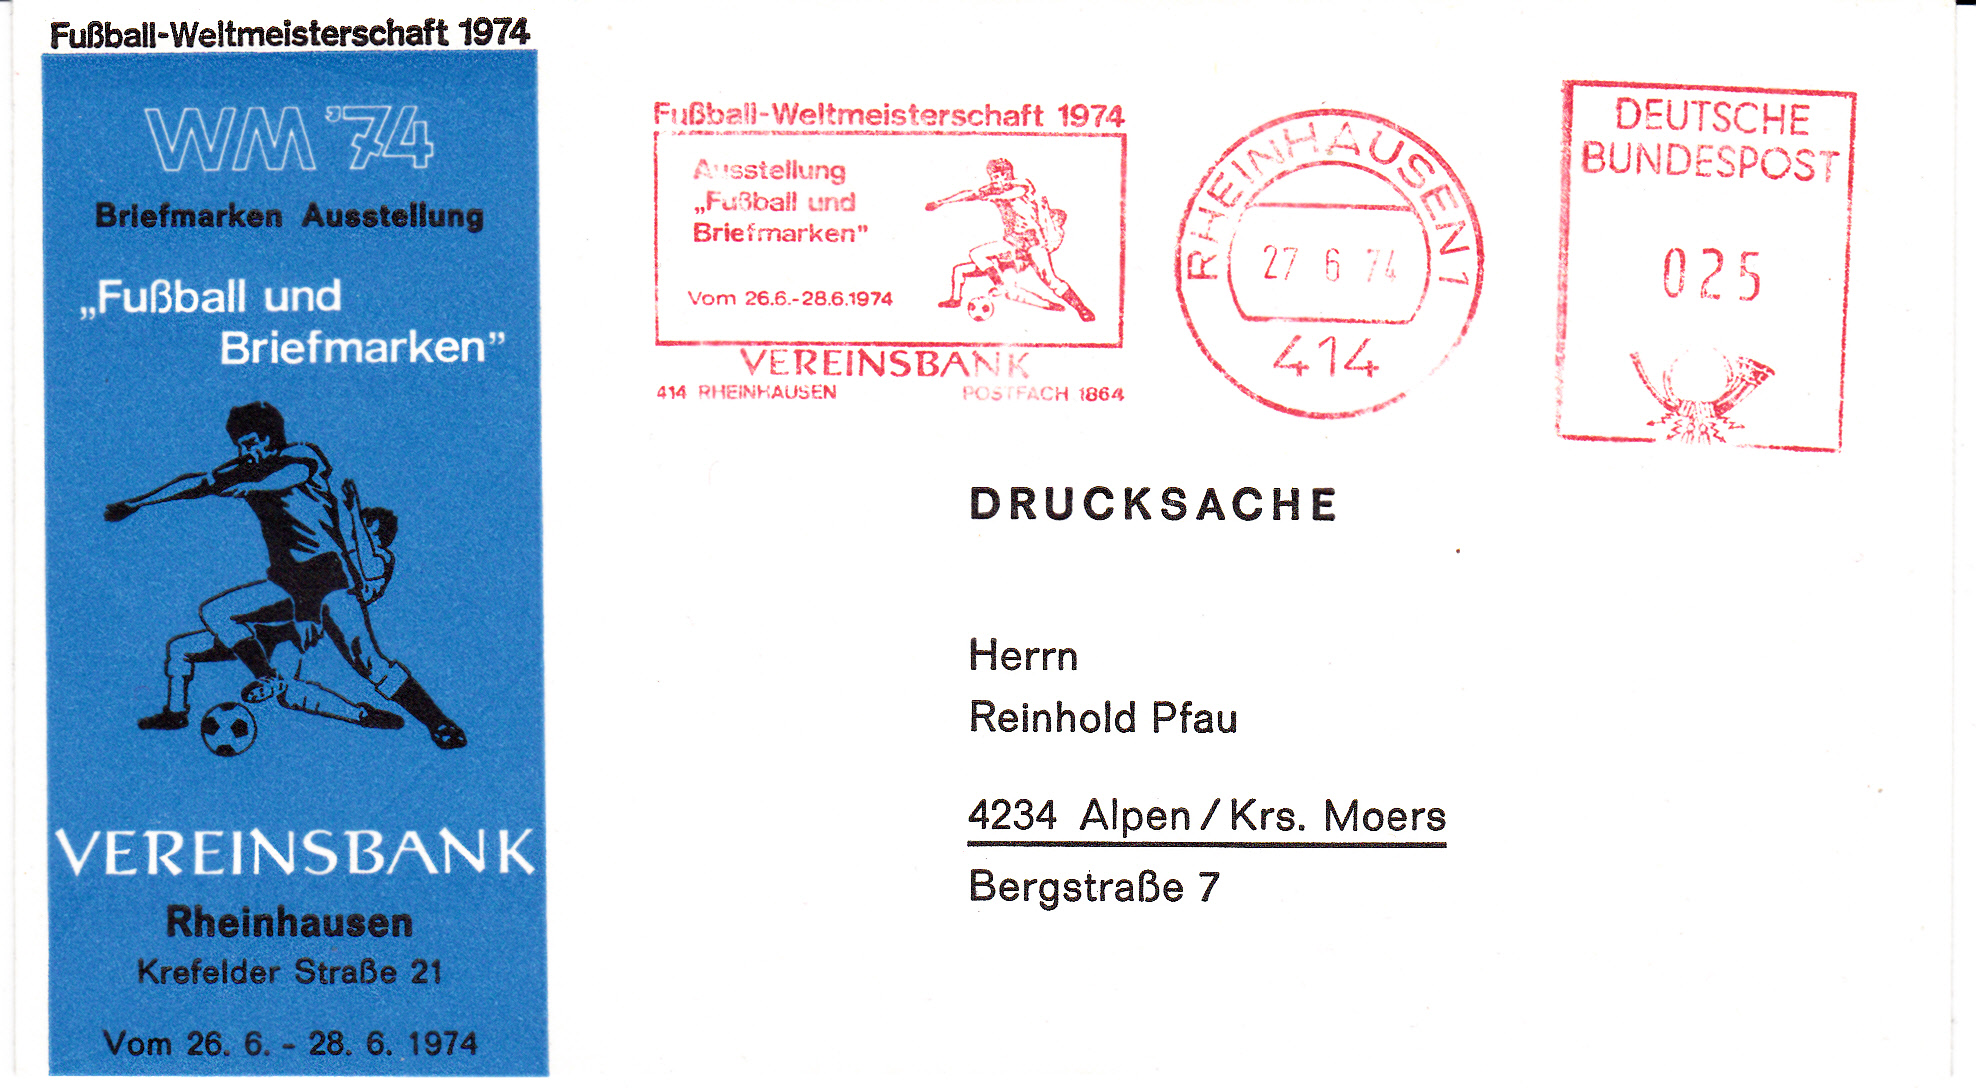 Fußball-Weltmeisterschaft 1974
WM '74
Briefmarken Ausstellung
„Fußball und
Briefmarken”
VEREINSBANK
Rheinhausen
Krefelder Straße 21
Vom 26. 6. - 28. 6. 1974
Fußball-Weltmeisterschaft 1974
Ausstellung
„Fußball und
Briefmarken”
Vom 26.6.-28.6.1974
VEREINSBANK
414 RHEINHAUSEN POSTFACH 1864
RHEINHAUSEN 1
27 6 74
414
DEUTSCHE
BUNDESPOST
025
DRUCKSACHE
Herrn
Reinhold Pfau
4234 Alpen / Krs. Moers
Bergstraße 7